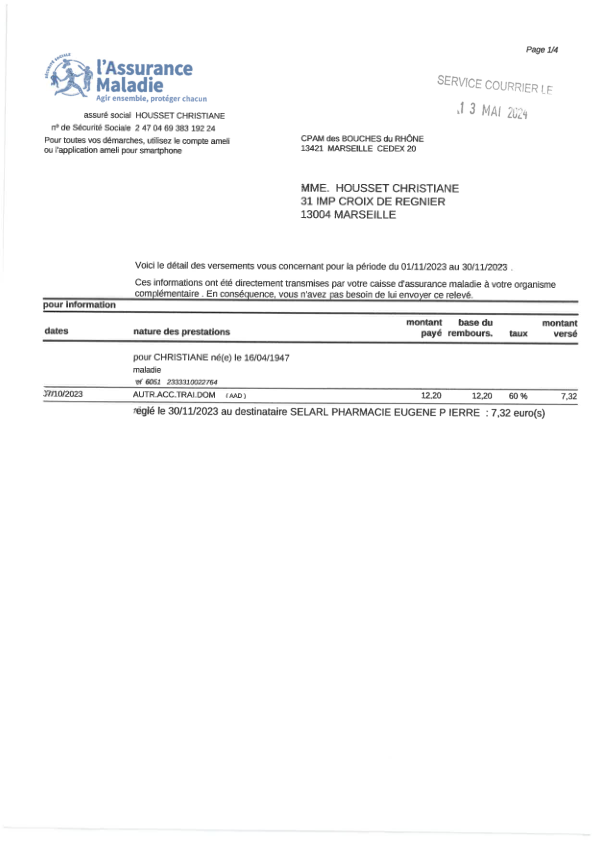 Page 1/4
SÉCURITÉ SOCIALE
l'Assurance
Maladie
Agir ensemble, protéger chacun
SERVICE COURRIER LE
13 MAI 2024
assuré social HOUSSET CHRISTIANE
n° de Sécurité Sociale 2 47 04 69 383 192 24
Pour toutes vos démarches, utilisez le compte ameli
ou l'application ameli pour smartphone
CPAM des BOUCHES du RHÔNE
13421 MARSEILLE CEDEX 20
MME. HOUSSET CHRISTIANE
31 IMP CROIX DE REGNIER
13004 MARSEILLE
Voici le détail des versements vous concernant pour la période du 01/11/2023 au 30/11/2023 .
Ces informations ont été directement transmises par votre caisse d'assurance maladie à votre organisme
complémentaire . En conséquence, vous n'avez pas besoin de lui envoyer ce relevé.
pour information
dates nature des prestations montant payé base du rembours. taux montant versé
pour CHRISTIANE né(e) le 16/04/1947
maladie
réf 6051 2333310022764
07/10/2023 AUTR.ACC.TRAI.DOM (AAD) 12,20 12,20 60 % 7,32
réglé le 30/11/2023 au destinataire SELARL PHARMACIE EUGENE P IERRE : 7,32 euro(s)